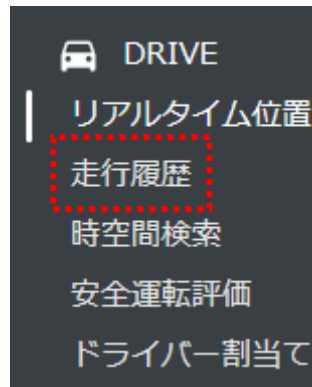 DRIVE
リアルタイム位置
走行履歴
時空間検索
安全運転評価
ドライバー割当て